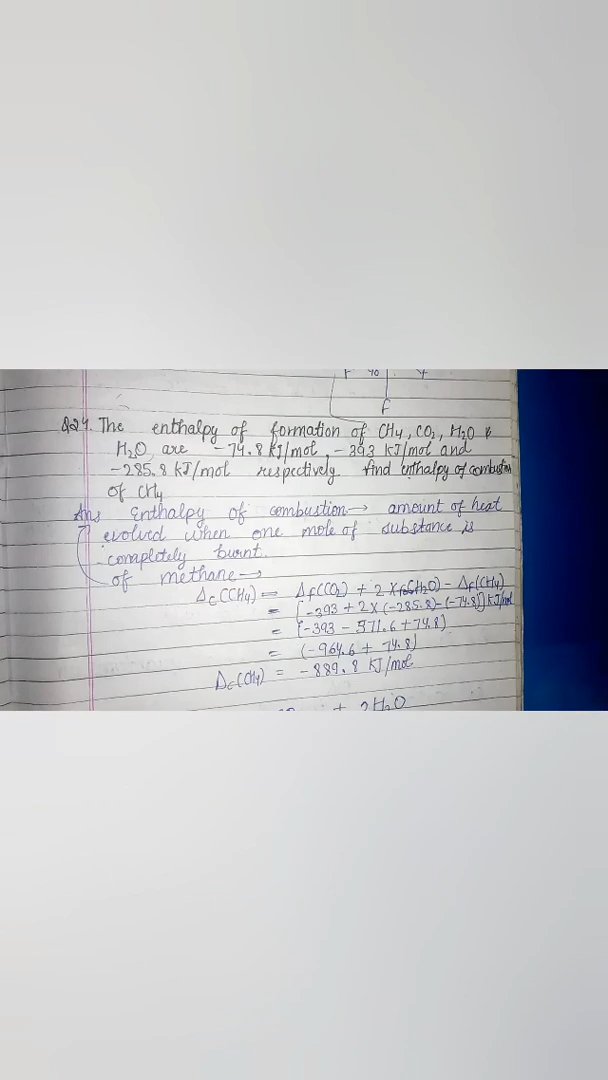 Q24. The enthalpy of formation of CH4, CO2, H2O &
H2O are -74.8 KJ/mol, -393 KJ/mol and
-285.8 KJ/mol respectively find enthalpy of combustion
of CH4
Ans Enthalpy of combustion → amount of heat
evolved when one mole of substance is
completely burnt.
of methane →
Δc(CH4) = Δf(CO2) + 2 × (H2O) - Δf(CH4)
= [-393 + 2 × (-285.8) - (-74.8)] KJ/mol
= (-393 - 571.6 + 74.8)
= (-964.6 + 74.8)
Δc(CH4) = -889.8 KJ/mol
+ 2H2O